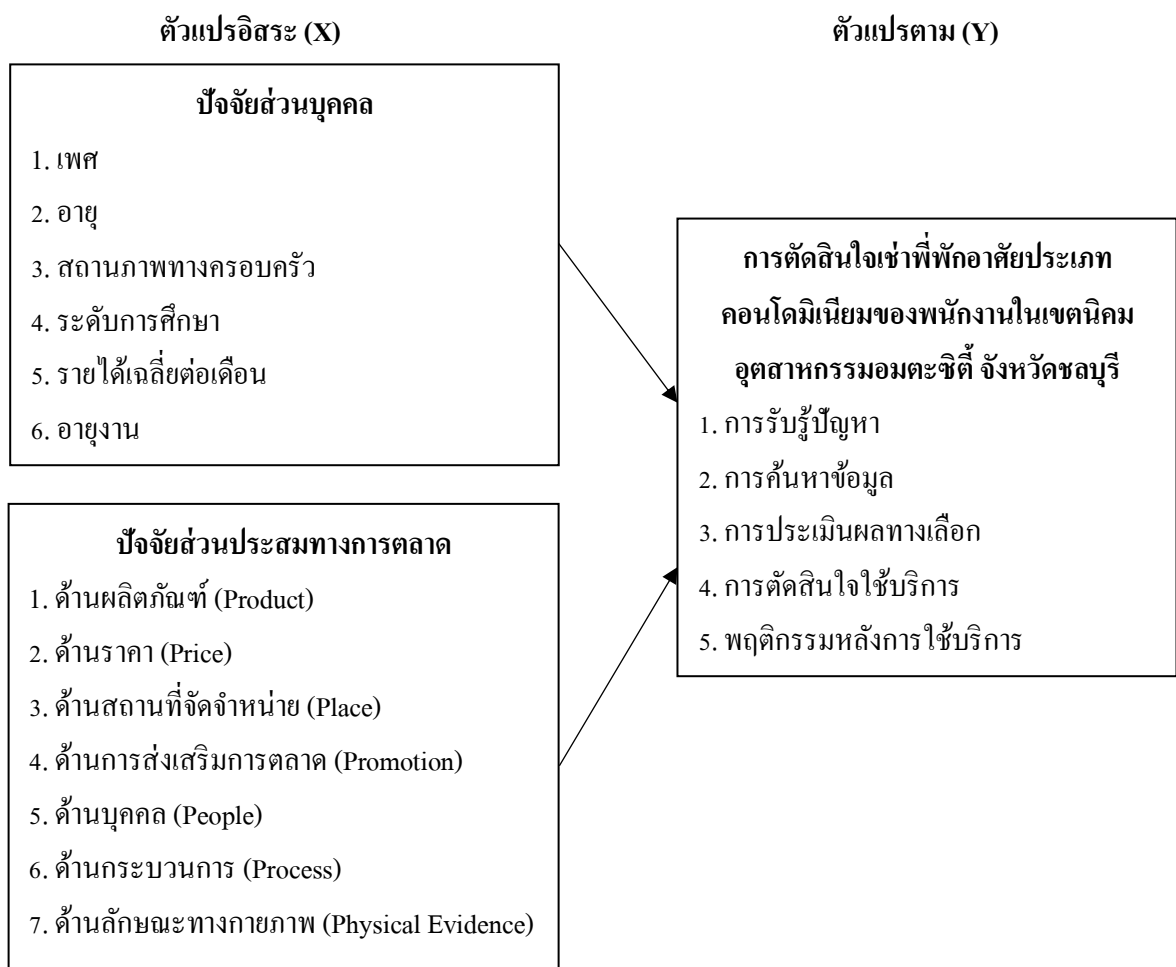 ตัวแปรอิสระ (X)
ตัวแปรตาม (Y)
ปัจจัยส่วนบุคคล
1. เพศ
2. อายุ
3. สถานภาพทางครอบครัว
4. ระดับการศึกษา
5. รายได้เฉลี่ยต่อเดือน
6. อายุงาน
ปัจจัยส่วนประสมทางการตลาด
1. ด้านผลิตภัณฑ์ (Product)
2. ด้านราคา (Price)
3. ด้านสถานที่จัดจำหน่าย (Place)
4. ด้านการส่งเสริมการตลาด (Promotion)
5. ด้านบุคคล (People)
6. ด้านกระบวนการ (Process)
7. ด้านลักษณะทางกายภาพ (Physical Evidence)
การตัดสินใจเช่าพี่พักอาศัยประเภท
คอนโดมิเนียมของพนักงานในเขตนิคม
อุตสาหกรรมอมตะซิตี้ จังหวัดชลบุรี
1. การรับรู้ปัญหา
2. การค้นหาข้อมูล
3. การประเมินผลทางเลือก
4. การตัดสินใจใช้บริการ
5. พฤติกรรมหลังการใช้บริการ